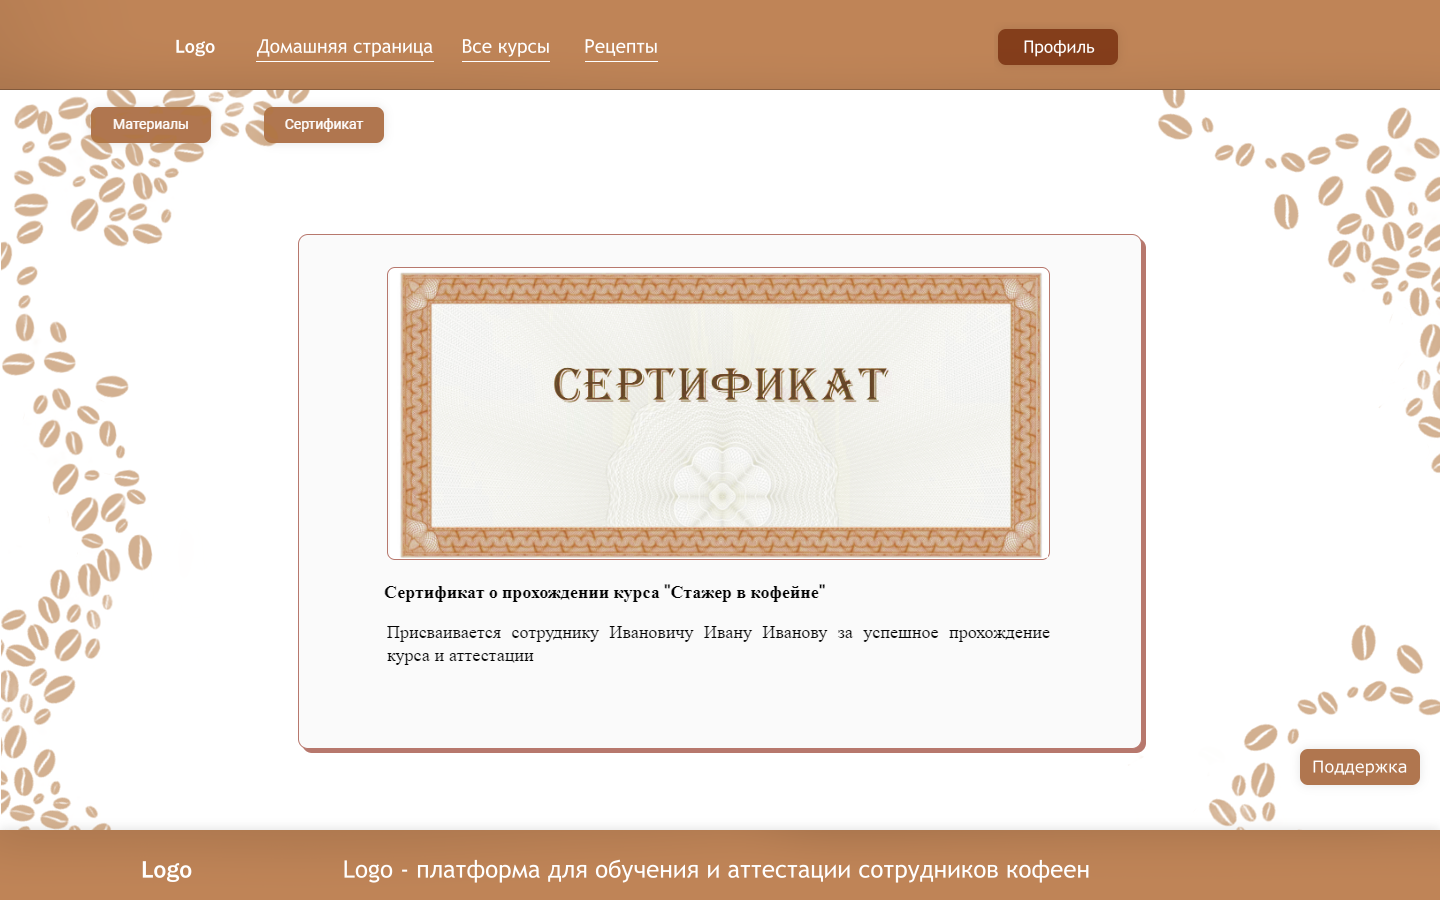 Logo Домашняя страница Все курсы Рецепты Профиль
Материалы Сертификат
СЕРТИФИКАТ
Сертификат о прохождении курса "Стажер в кофейне"
Присваивается сотруднику Ивановичу Ивану Иванову за успешное прохождение
курса и аттестации
Поддержка
Logo Logo - платформа для обучения и аттестации сотрудников кофеен